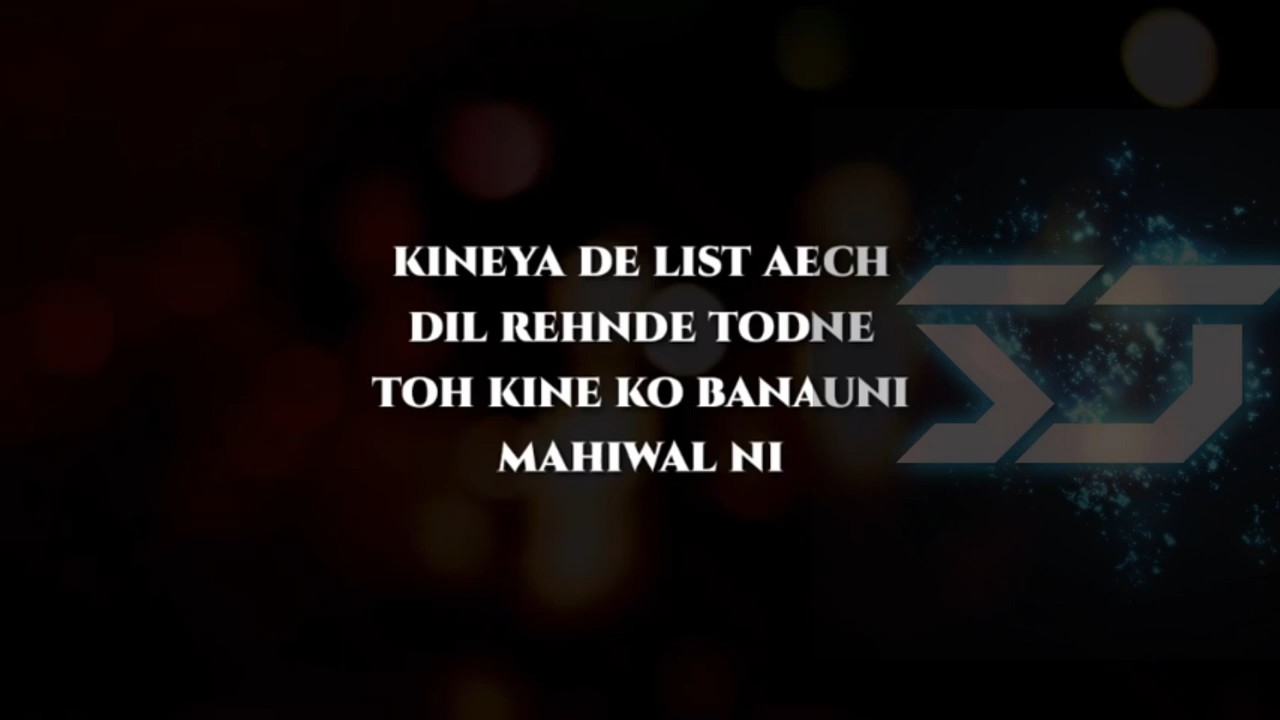 KINEYA DE LIST AECH
DIL REHNDE TODNE
TOH KINE KO BANAUNI
MAHIWAL NI